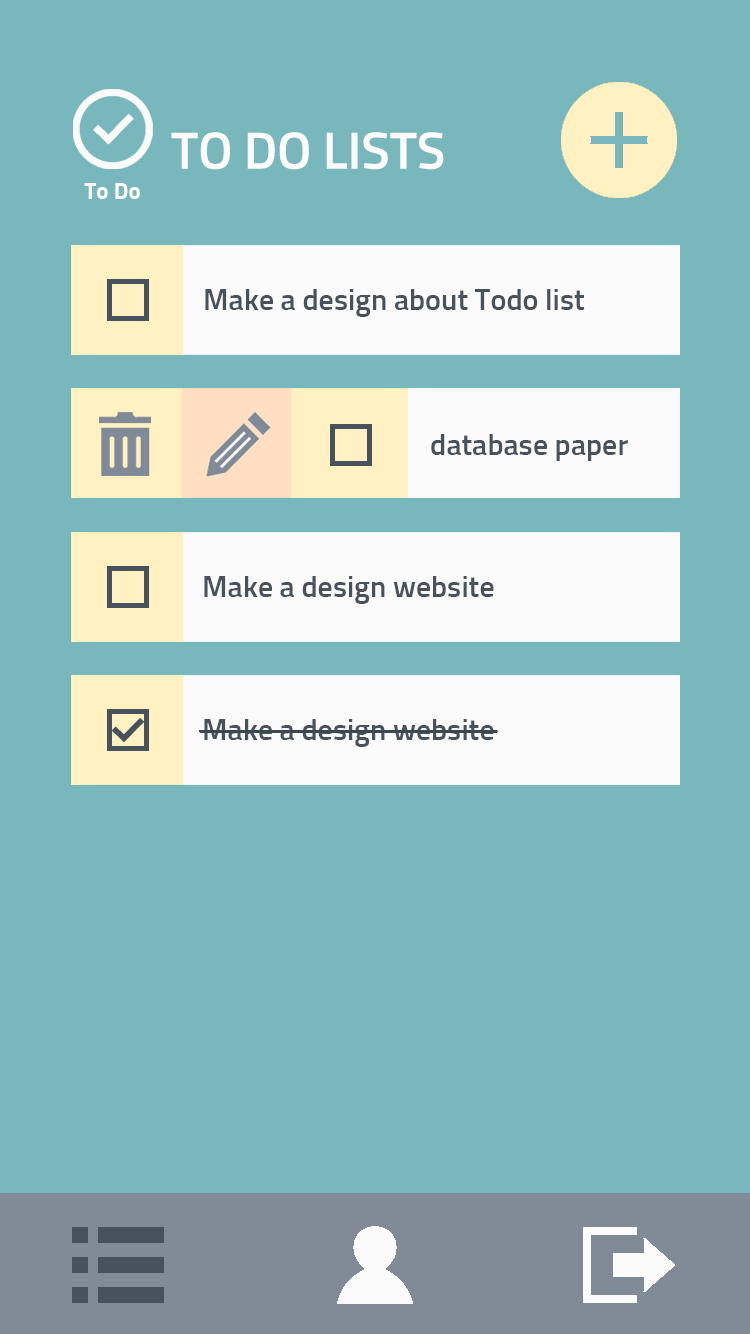 TO DO LISTS
To Do
Make a design about Todo list
database paper
Make a design website
Make a design website